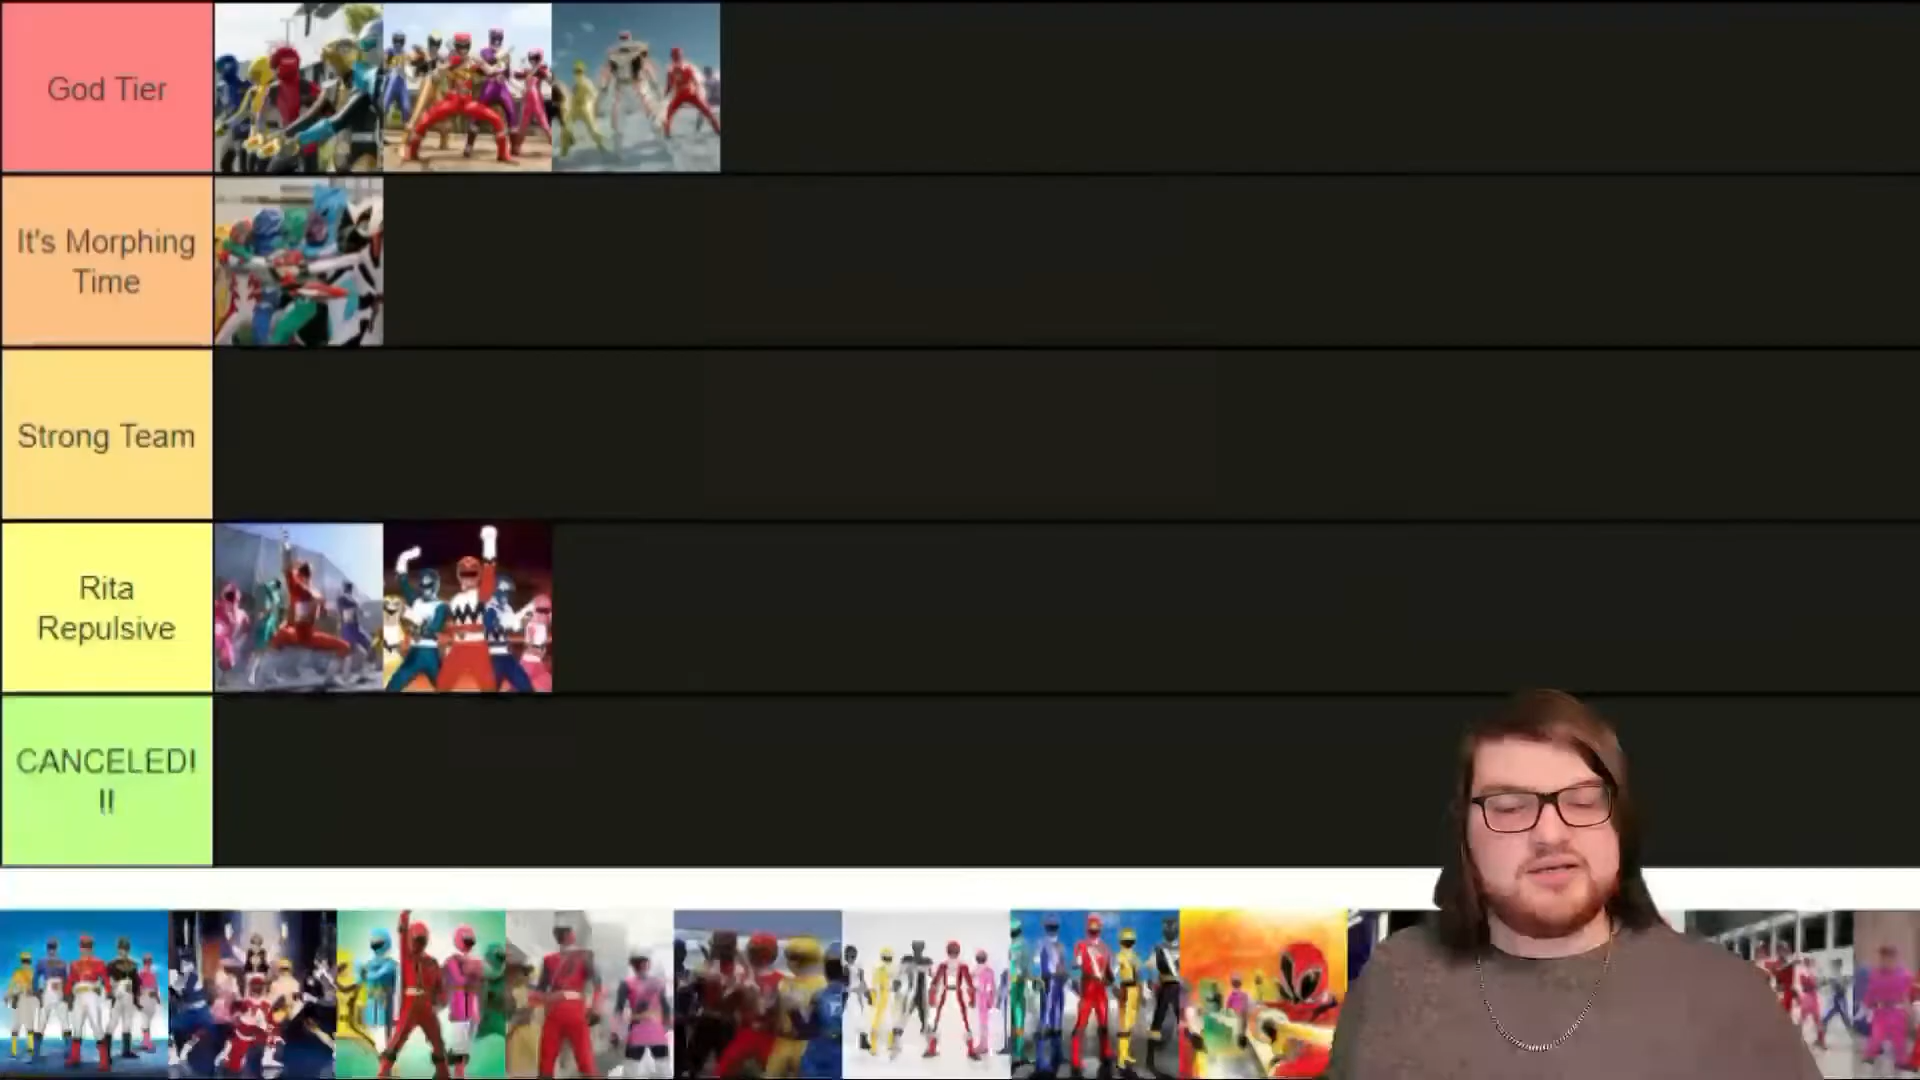 God Tier
It's Morphing
Time
Strong Team
Rita
Repulsive
CANCELED!
!!